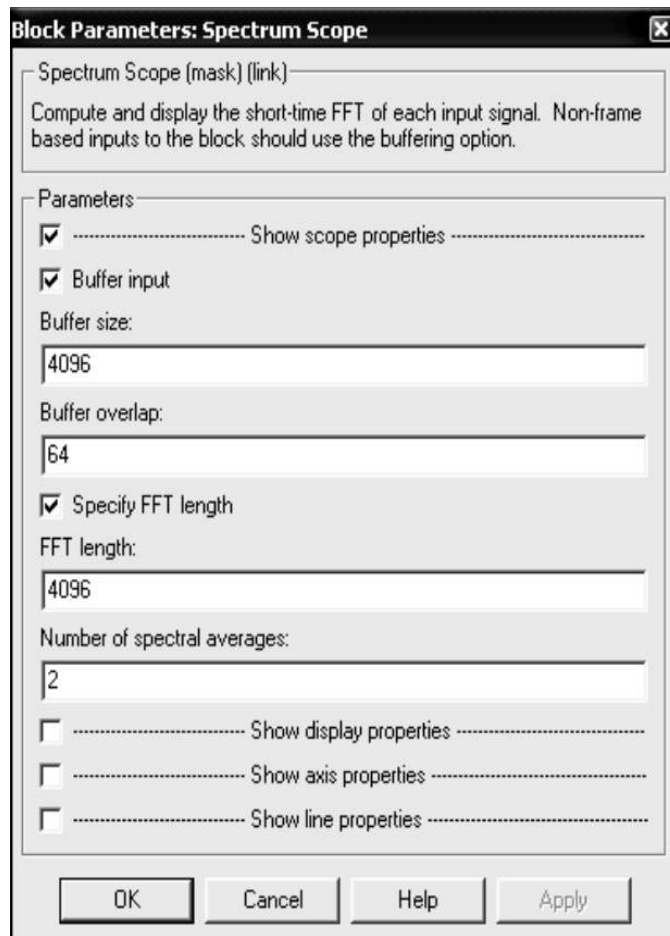 Block Parameters: Spectrum Scope
Spectrum Scope (mask) (link)
Compute and display the short-time FFT of each input signal. Non-frame
based inputs to the block should use the buffering option.
Parameters
---------------------------- Show scope properties --------------------------------
Buffer input
Buffer size:
4096
Buffer overlap:
64
Specify FFT length
FFT length:
4096
Number of spectral averages:
2
---------------------------- Show display properties -------------------------------
---------------------------- Show axis properties ----------------------------------
---------------------------- Show line properties ------------------------------------
OK Cancel Help Apply